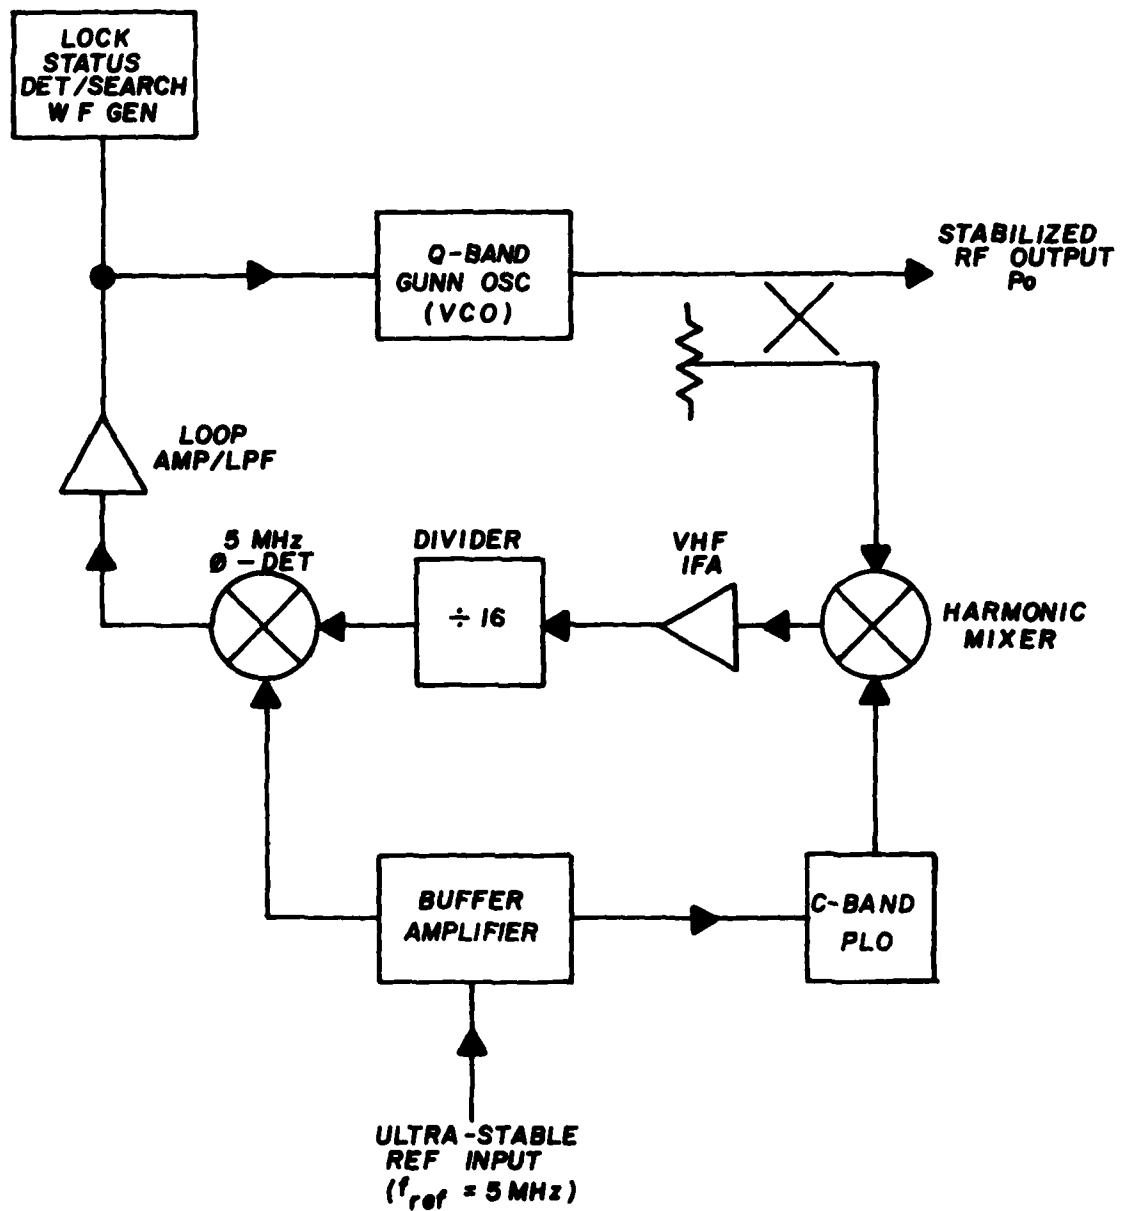 LOCK
STATUS
DET/SEARCH
W F GEN
Q-BAND
GUNN OSC
(VCO)
STABILIZED
RF OUTPUT
Po
LOOP
AMP/LPF
5 MHz
Ø-DET
DIVIDER
÷ 16
VHF
IFA
HARMONIC
MIXER
BUFFER
AMPLIFIER
C-BAND
PLO
ULTRA-STABLE
REF INPUT
(fref = 5 MHz)